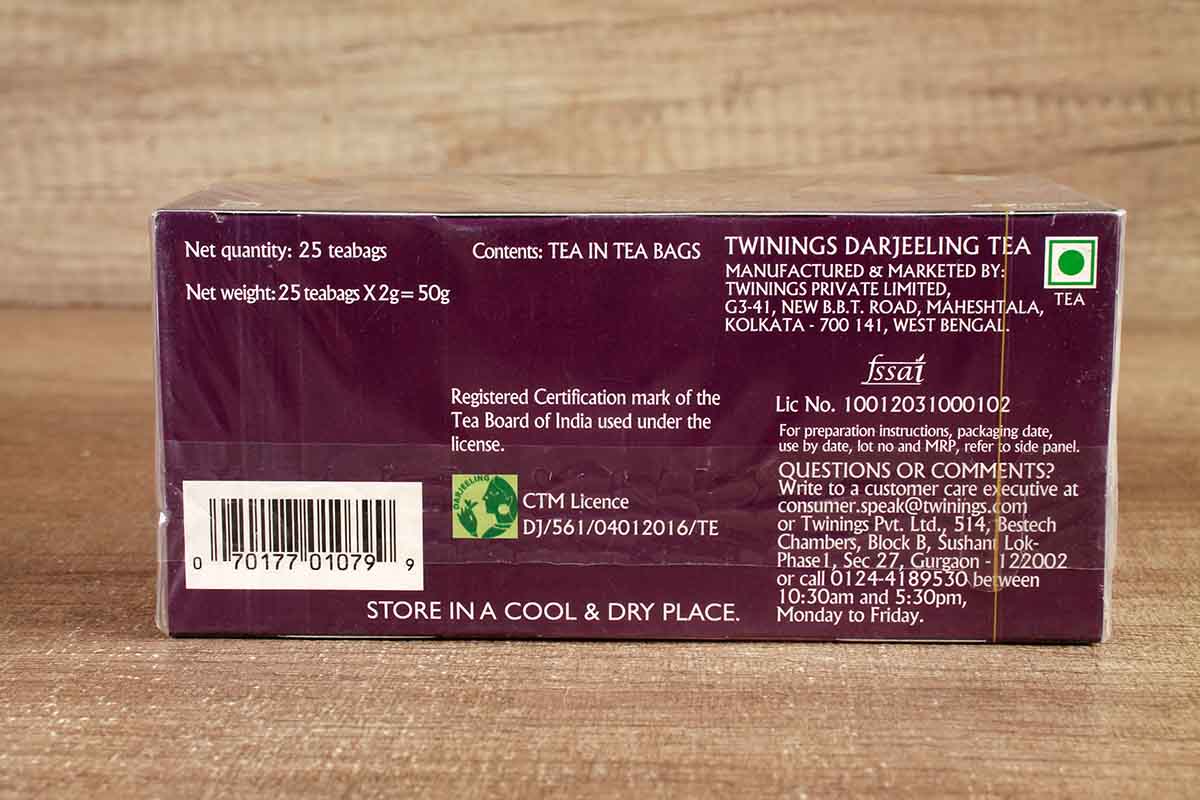 Net quantity: 25 teabags
Net weight: 25 teabags X 2g = 50g
Contents: TEA IN TEA BAGS
TWININGS DARJEELING TEA
MANUFACTURED & MARKETED BY:
TWININGS PRIVATE LIMITED,
G3-41, NEW B.B.T. ROAD, MAHESHTALA,
KOLKATA - 700 141, WEST BENGAL.
TEA
fssai
Lic No. 10012031000102
For preparation instructions, packaging date,
use by date, lot no and MRP, refer to side panel.
QUESTIONS OR COMMENTS?
Write to a customer care executive at
consumer.speak@twinings.com
or Twinings Pvt. Ltd., 514, Bestech
Chambers, Block B, Sushant Lok-
Phase1, Sec 27, Gurgaon - 122002
or call 0124-4189530 between
10:30am and 5:30pm,
Monday to Friday.
Registered Certification mark of the
Tea Board of India used under the
license.
DARJEELING
CTM Licence
DJ/561/04012016/TE
0 70177 01079 9
STORE IN A COOL & DRY PLACE.